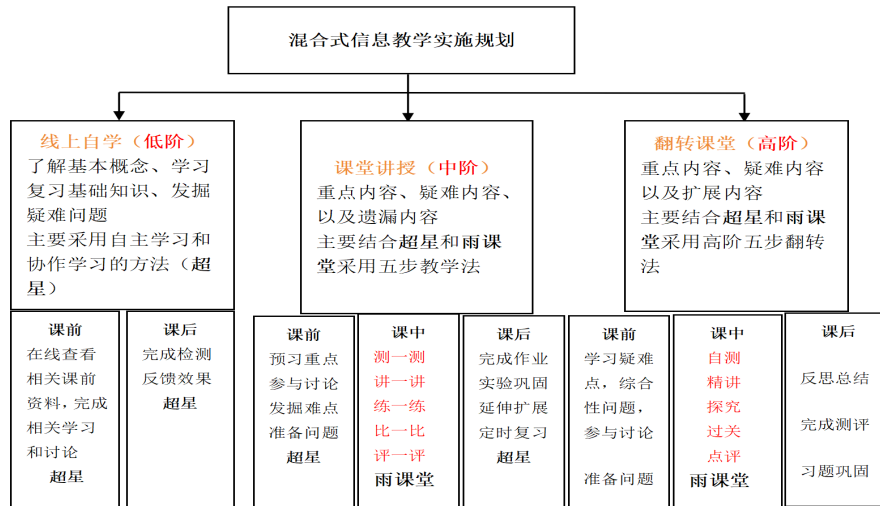 混合式信息教学实施规划
线上自学（低阶）
了解基本概念、学习
复习基础知识、发掘
疑难问题
主要采用自主学习和
协作学习的方法（超
星）
课堂讲授（中阶）
重点内容、疑难内容、
以及遗漏内容
主要结合超星和雨课
堂采用五步教学法
翻转课堂（高阶）
重点内容、疑难内容
以及扩展内容
主要结合超星和雨课
堂采用高阶五步翻转
法
课前
在线查看
相关课前
资料，完成
相关学习
和讨论
超星
课后
完成检测
反馈效果
超星
课前
预习重点
参与讨论
发掘难点
准备问题
超星
课中
测一测
讲一讲
练一练
比一比
评一评
雨课堂
课后
完成作业
实验巩固
延伸扩展
定时复习
超星
课前
学习疑难
点，综合
性问题，
参与讨论
准备问题
课中
自测
精讲
探究
过关
点评
雨课堂
课后
反思总结
完成测评
习题巩固